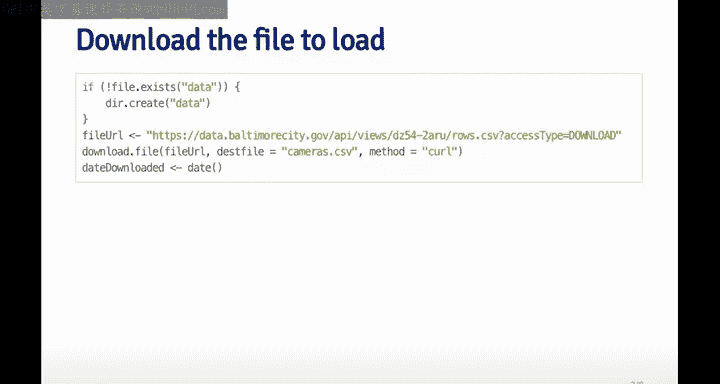 Download the file to load
if (!file.exists("data")) {
    dir.create("data")
}
fileUrl <- "https://data.baltimorecity.gov/api/views/dz54-2aru/rows.csv?accessType=DOWNLOAD"
download.file(fileUrl, destfile = "cameras.csv", method = "curl")
dateDownloaded <- date()